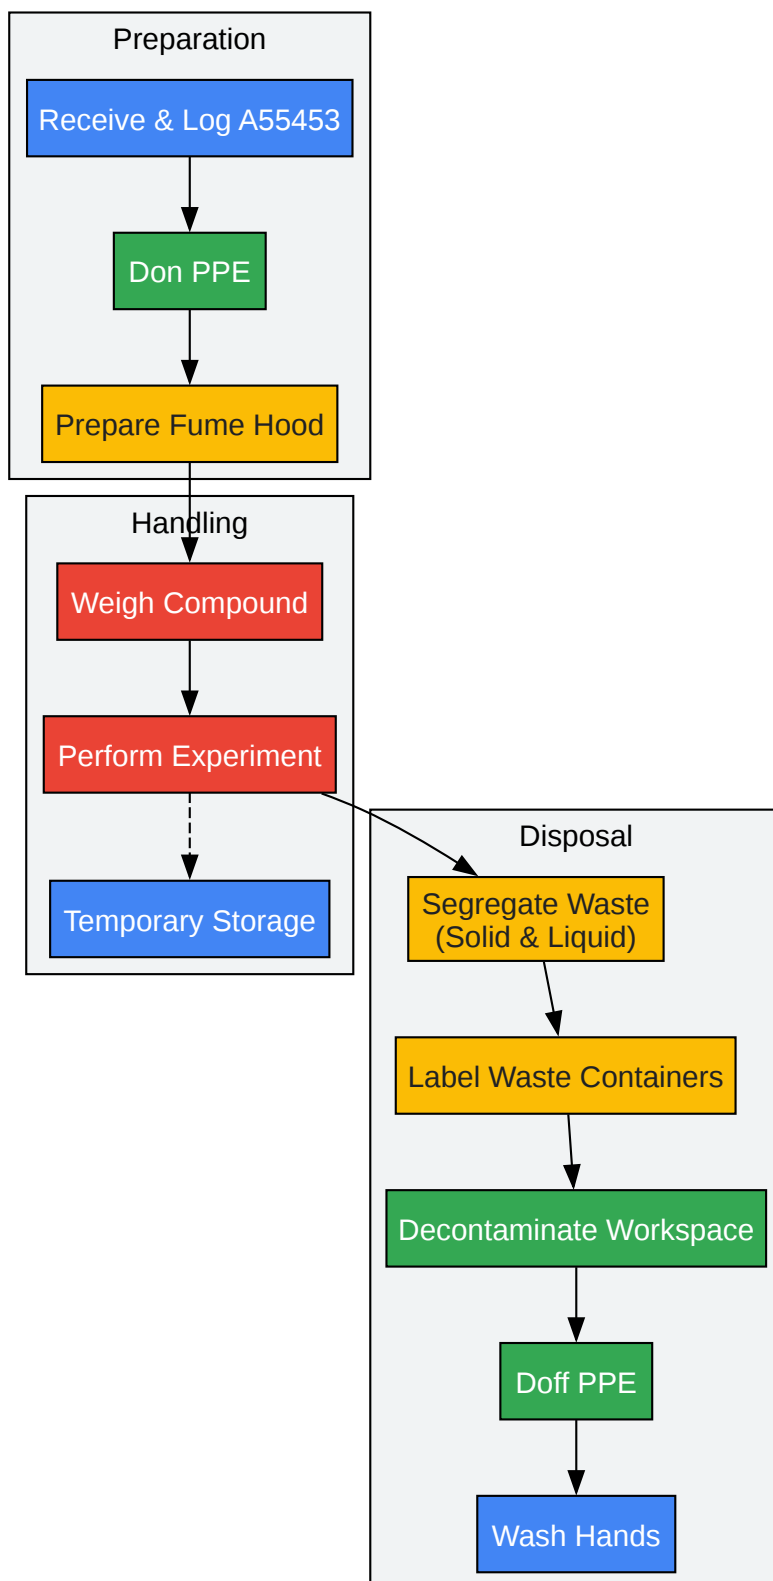 Preparation
Receive & Log A55453
Don PPE
Prepare Fume Hood
Handling
Weigh Compound
Perform Experiment
Temporary Storage
Disposal
Segregate Waste
(Solid & Liquid)
Label Waste Containers
Decontaminate Workspace
Doff PPE
Wash Hands